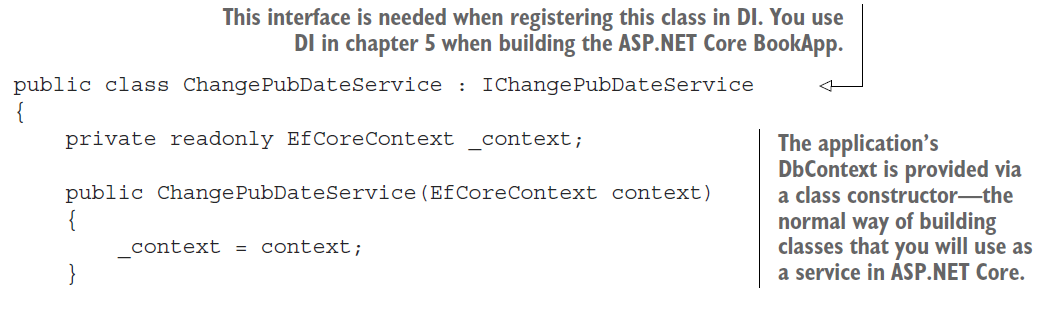 This interface is needed when registering this class in DI. You use
DI in chapter 5 when building the ASP.NET Core BookApp.
public class ChangePubDateService : IChangePubDateService
{
    private readonly EfCoreContext _context;
    public ChangePubDateService(EfCoreContext context)
    {
        _context = context;
    }
The application's
DbContext is provided via
a class constructor—the
normal way of building
classes that you will use as
a service in ASP.NET Core.